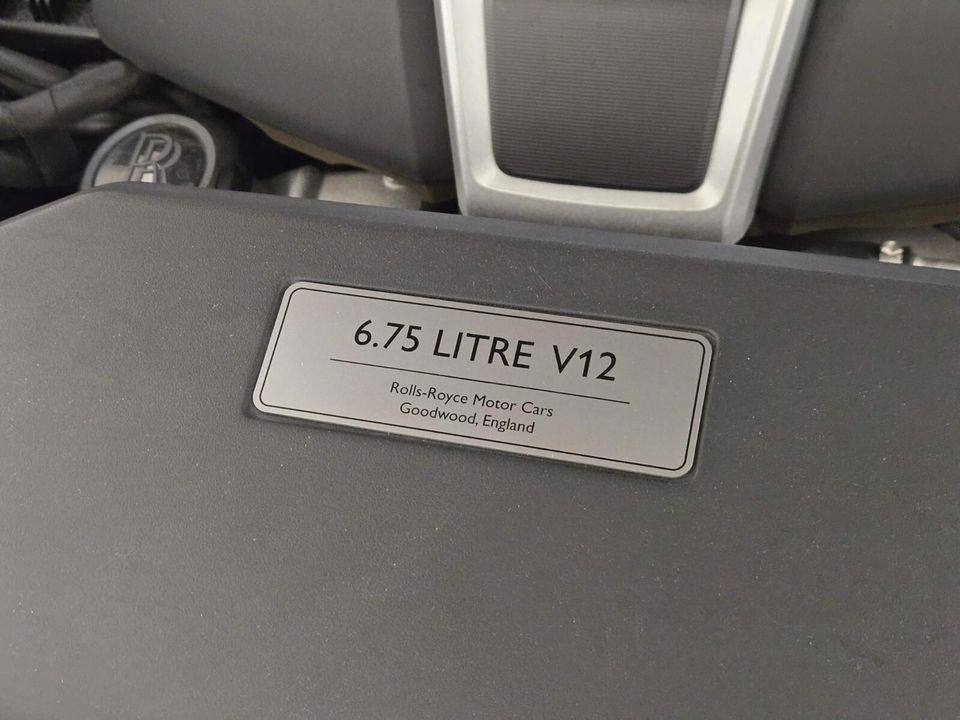 6.75 LITRE V12
Rolls-Royce Motor Cars
Goodwood, England